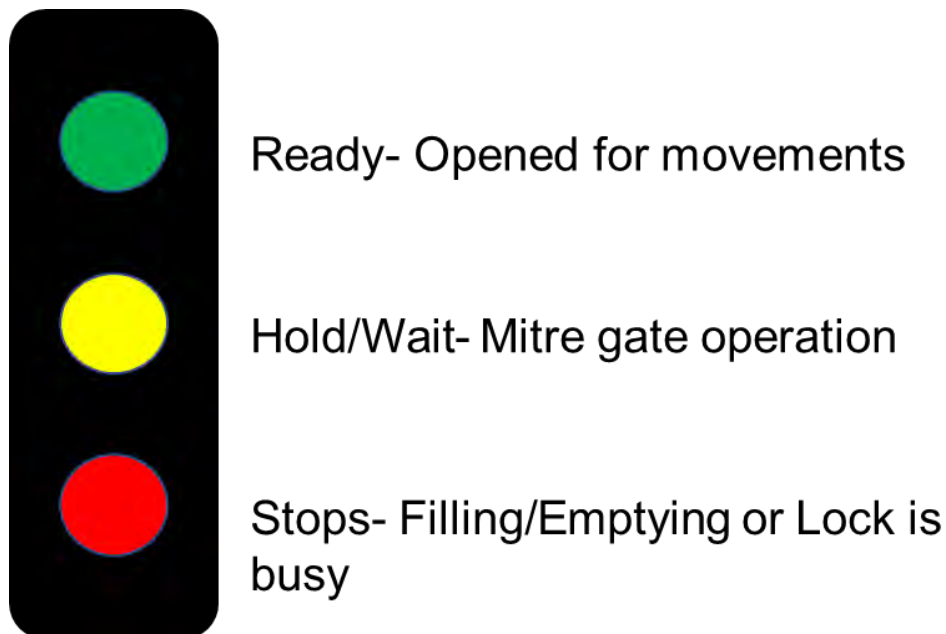 Ready- Opened for movements
Hold/Wait- Mitre gate operation
Stops- Filling/Emptying or Lock is
busy